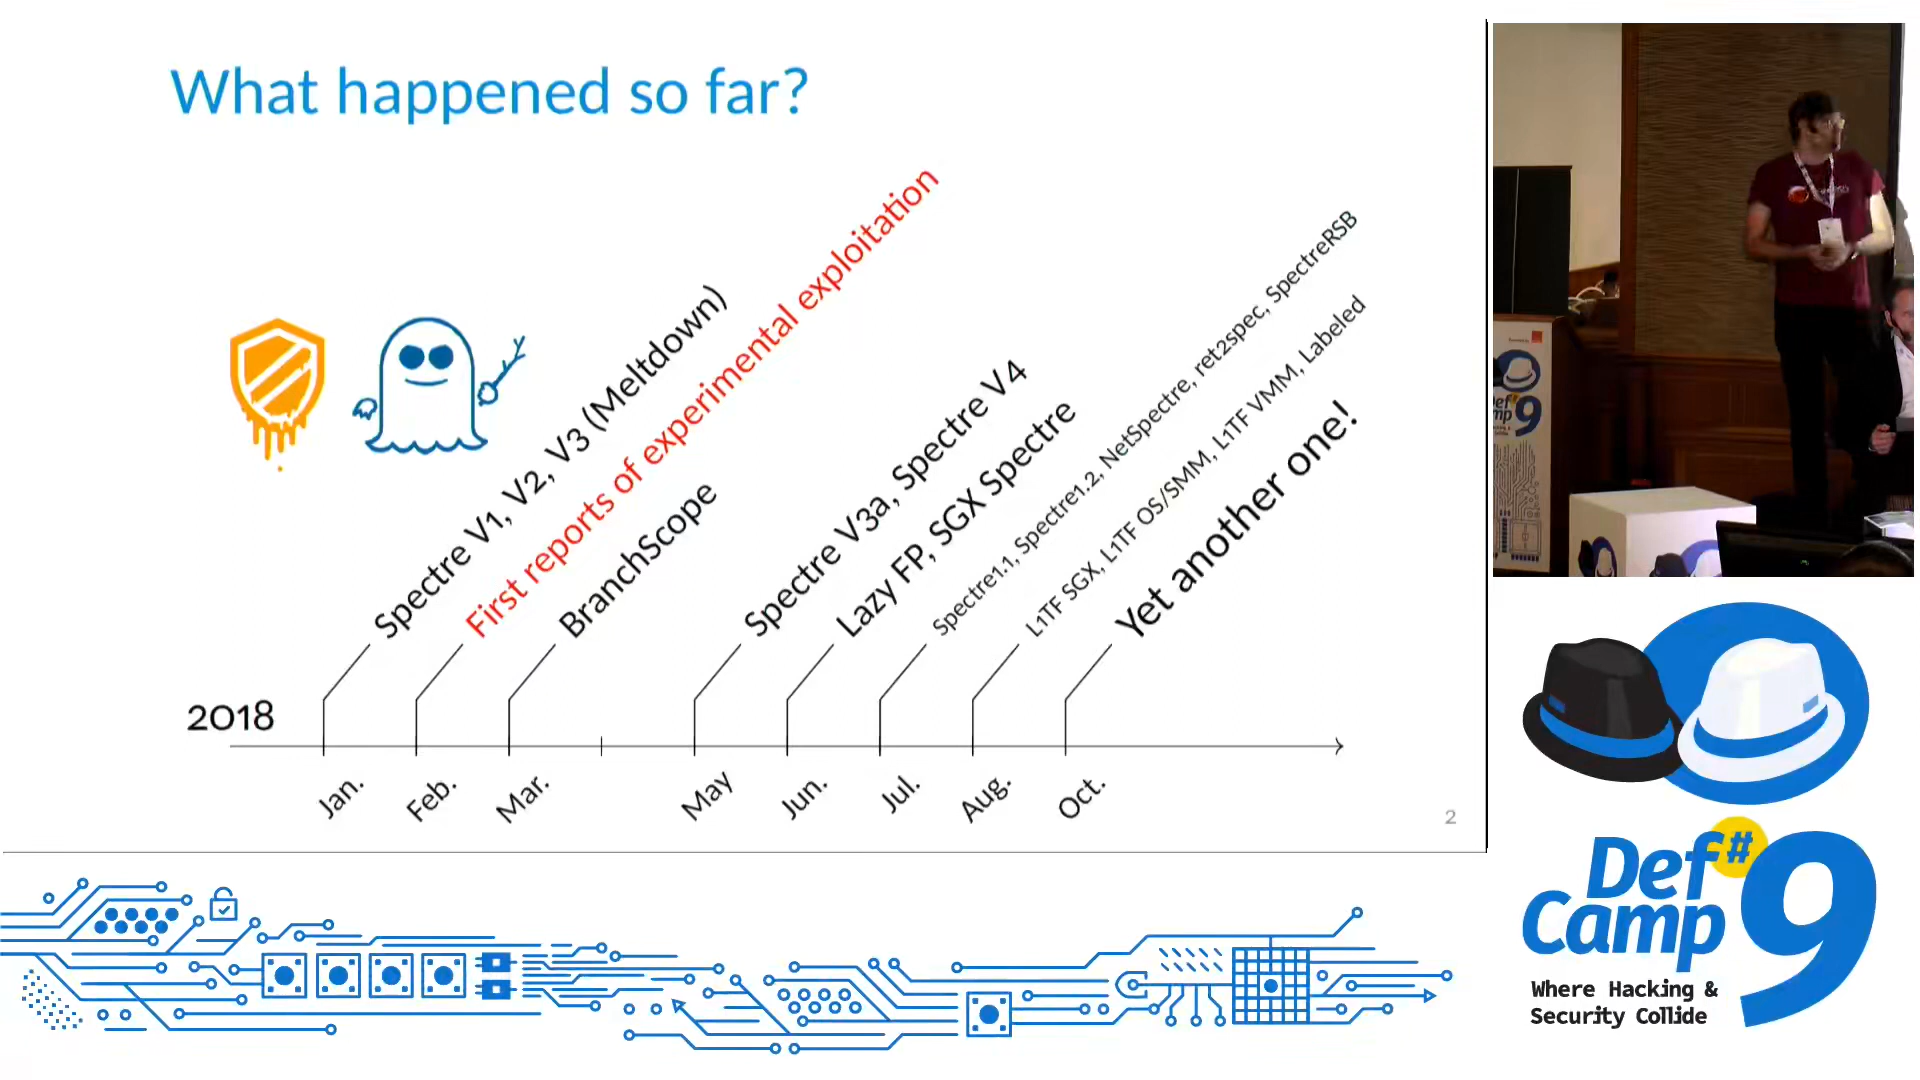 What happened so far?
Spectre V1, V2, V3 (Meltdown)
First reports of experimental exploitation
BranchScope
Spectre V3a, Spectre V4
Lazy FP, SGX Spectre
Spectre1.1, Spectre1.2, NetSpectre, ret2spec, SpectreRSB
L1TF SGX, L1TF OS/SMM, L1TF VMM, Labeled
Yet another one!
2018
Jan.
Feb.
Mar.
May
Jun.
Jul.
Aug.
Oct.
2
Def
Camp
#9
Where Hacking &
Security Collide